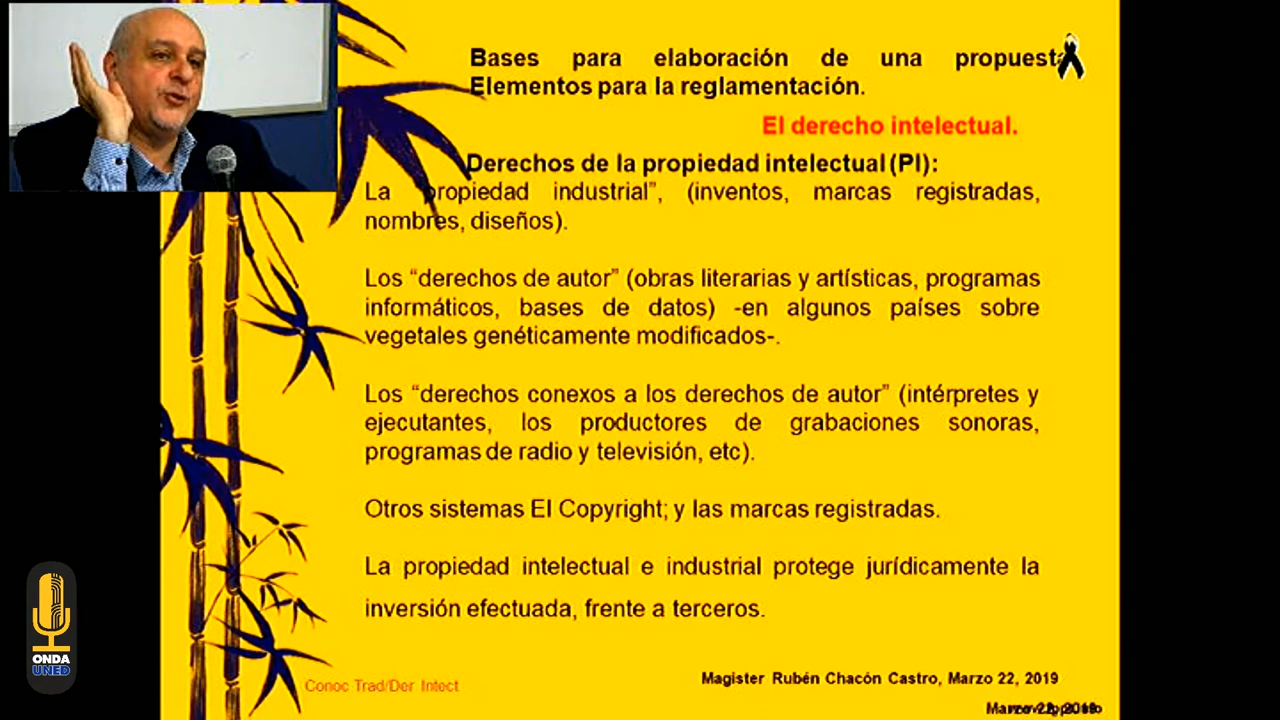 Bases para elaboración de una propuesta
Elementos para la reglamentación.
El derecho intelectual.
Derechos de la propiedad intelectual (PI):
La “propiedad industrial”, (inventos, marcas registradas,
nombres, diseños).
Los “derechos de autor” (obras literarias y artísticas, programas
informáticos, bases de datos) -en algunos países sobre
vegetales genéticamente modificados-.
Los “derechos conexos a los derechos de autor” (intérpretes y
ejecutantes, los productores de grabaciones sonoras,
programas de radio y televisión, etc).
Otros sistemas El Copyright; y las marcas registradas.
La propiedad intelectual e industrial protege jurídicamente la
inversión efectuada, frente a terceros.
Conoc Trad/Der Intect
Magister Rubén Chacón Castro, Marzo 22, 2019
ONDA
UNED